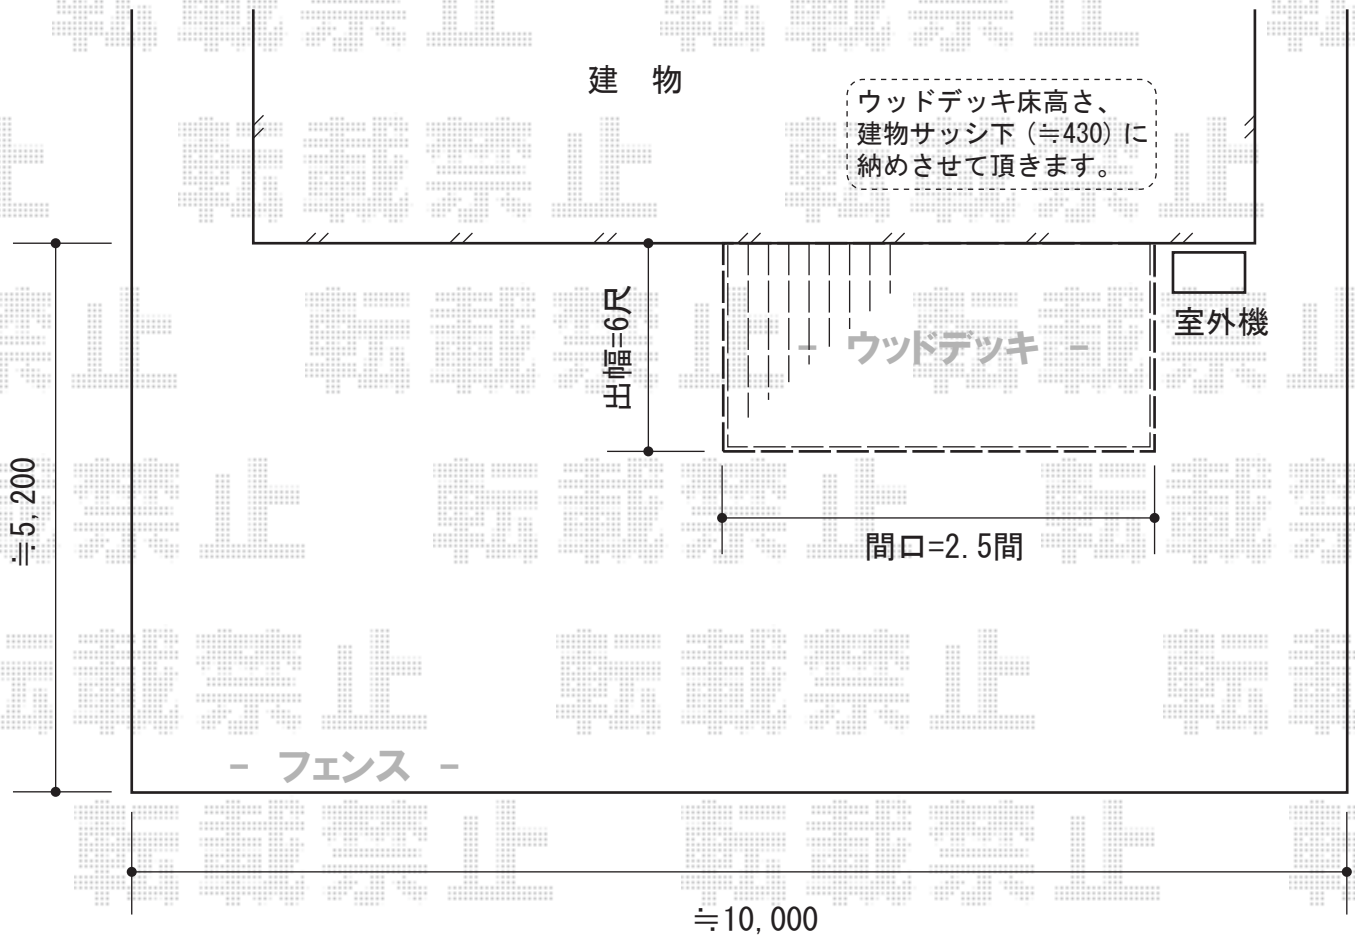 建　物
ウッドデッキ床高さ、
建物サッシ下（≒430）に
納めさせて頂きます。
出幅=6尺
- ウッドデッキ -
室外機
間口=2.5間
≒5,200
- フェンス -
≒10,000
転載禁止